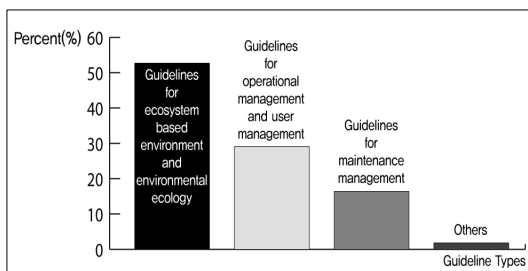 Percent(%)
60
50
40
30
20
10
0
Guidelines
for
ecosystem
based
environment
and
environmental
ecology
Guidelines
for
operational
management
and user
management
Guidelines
for
maintenance
management
Others
Guideline Types